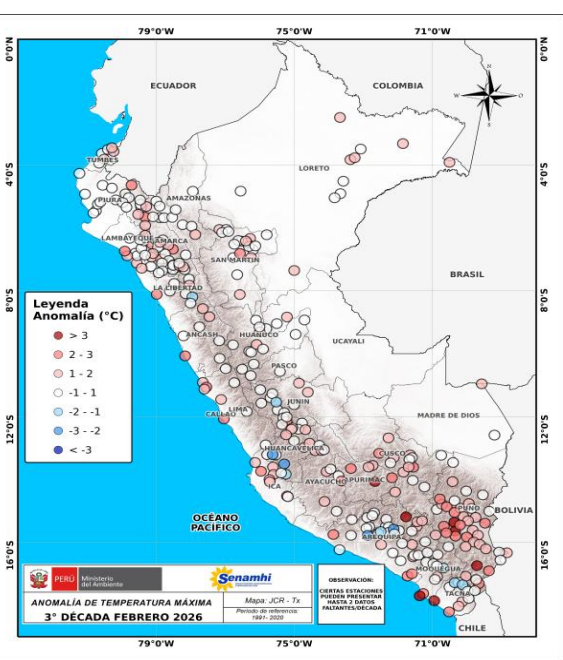 79°0'W 75°0'W 71°0'W
0°0'N 0°0'N
ECUADOR COLOMBIA
N
W O
S
TUMBES
LORETO
4°0'S 4°0'S
PIURA AMAZONAS
LAMBAYEQUE CAJAMARCA
SAN MARTIN
BRASIL
LA LIBERTAD
8°0'S 8°0'S
Leyenda
Anomalía (°C)
> 3
2 - 3
1 - 2
-1 - 1
-2 - -1
-3 - -2
< -3
ANCASH HUANUCO
UCAYALI
PASCO
JUNIN
LIMA
CALLAO
MADRE DE DIOS
12°0'S 12°0'S
HUANCAVELICA
CUSCO
ICA AYACUCHO APURIMAC
PUNO
BOLIVIA
OCÉANO
PACÍFICO
AREQUIPA
16°0'S 16°0'S
MOQUEGUA
TACNA
CHILE
PERÚ Ministerio
del Ambiente
Senamhi
ANOMALÍA DE TEMPERATURA MÁXIMA
3° DÉCADA FEBRERO 2026
Mapa: JCR - Tx
Periodo de referencia:
1991- 2020
OBSERVACIÓN:
CIERTAS ESTACIONES
PUEDEN PRESENTAR
HASTA 2 DATOS
FALTANTES/DÉCADA
79°0'W 75°0'W 71°0'W